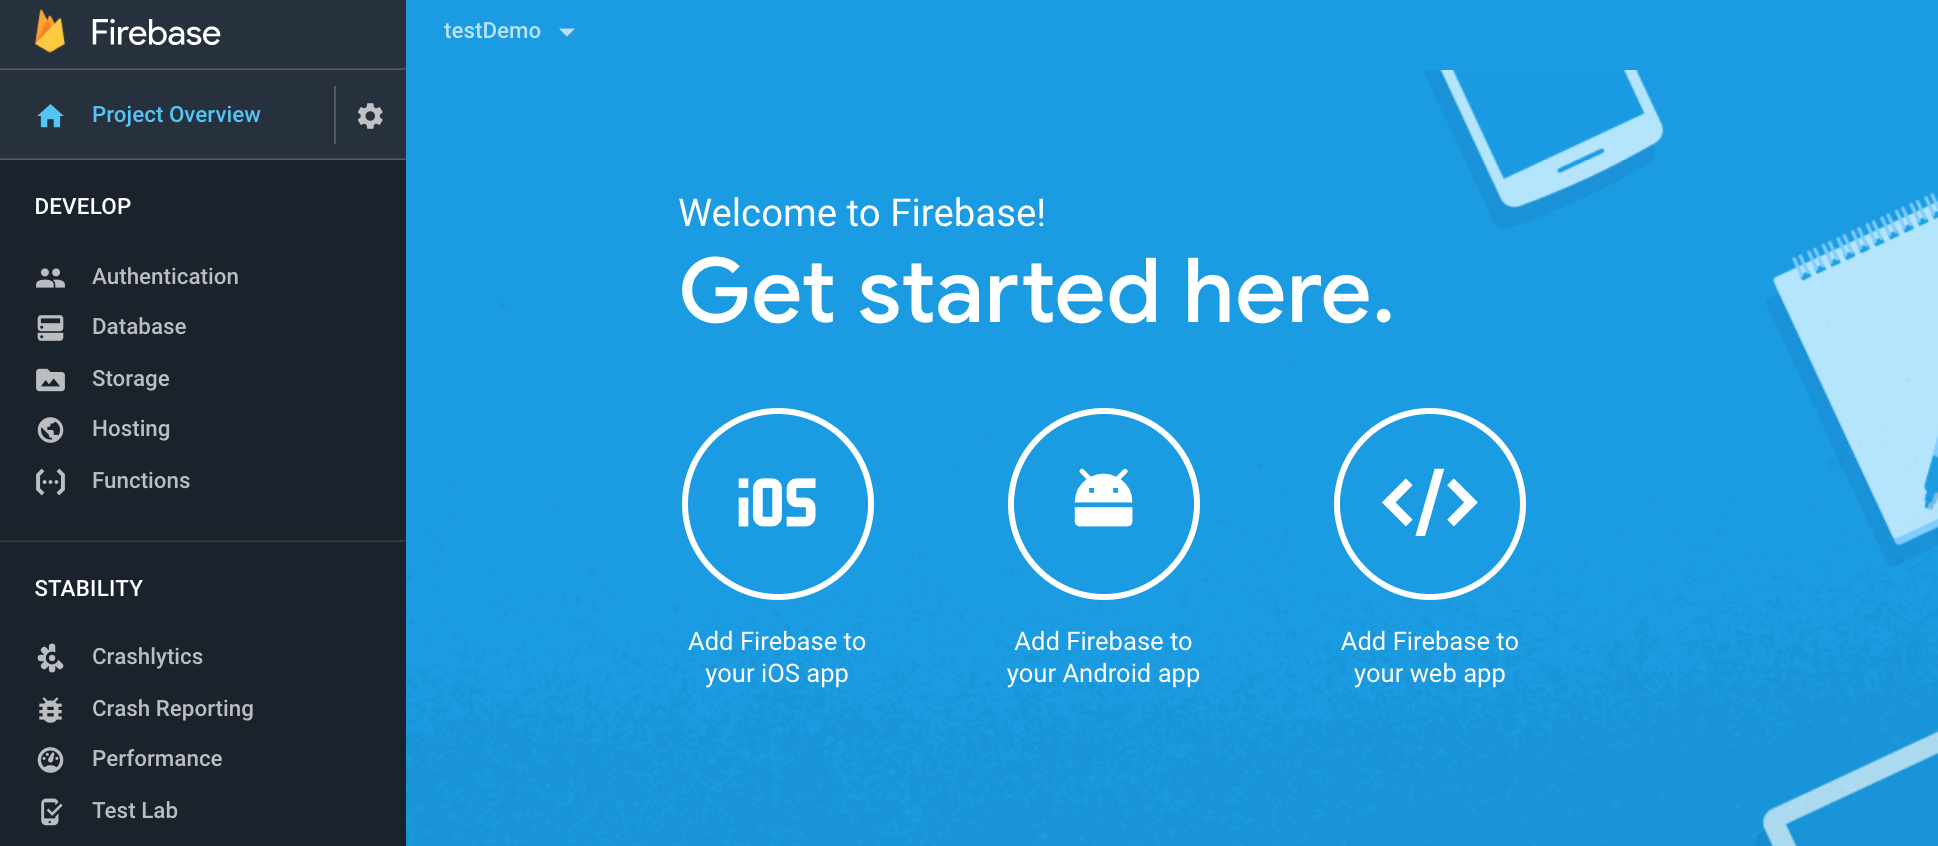 Firebase
testDemo
Project Overview
DEVELOP
Authentication
Database
Storage
Hosting
Functions
STABILITY
Crashlytics
Crash Reporting
Performance
Test Lab
Welcome to Firebase!
Get started here.
iOS
Add Firebase to
your iOS app
Add Firebase to
your Android app
</>
Add Firebase to
your web app